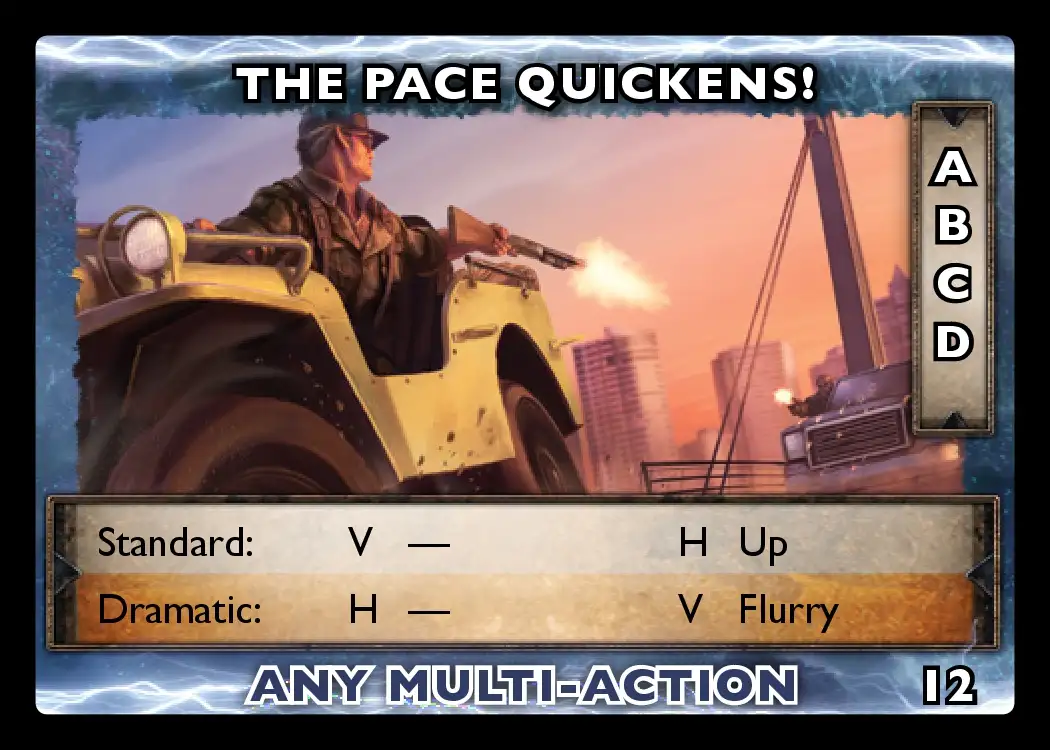 THE PACE QUICKENS!
A
B
C
D
Standard: V — H Up
Dramatic: H — V Flurry
ANY MULTI-ACTION 12